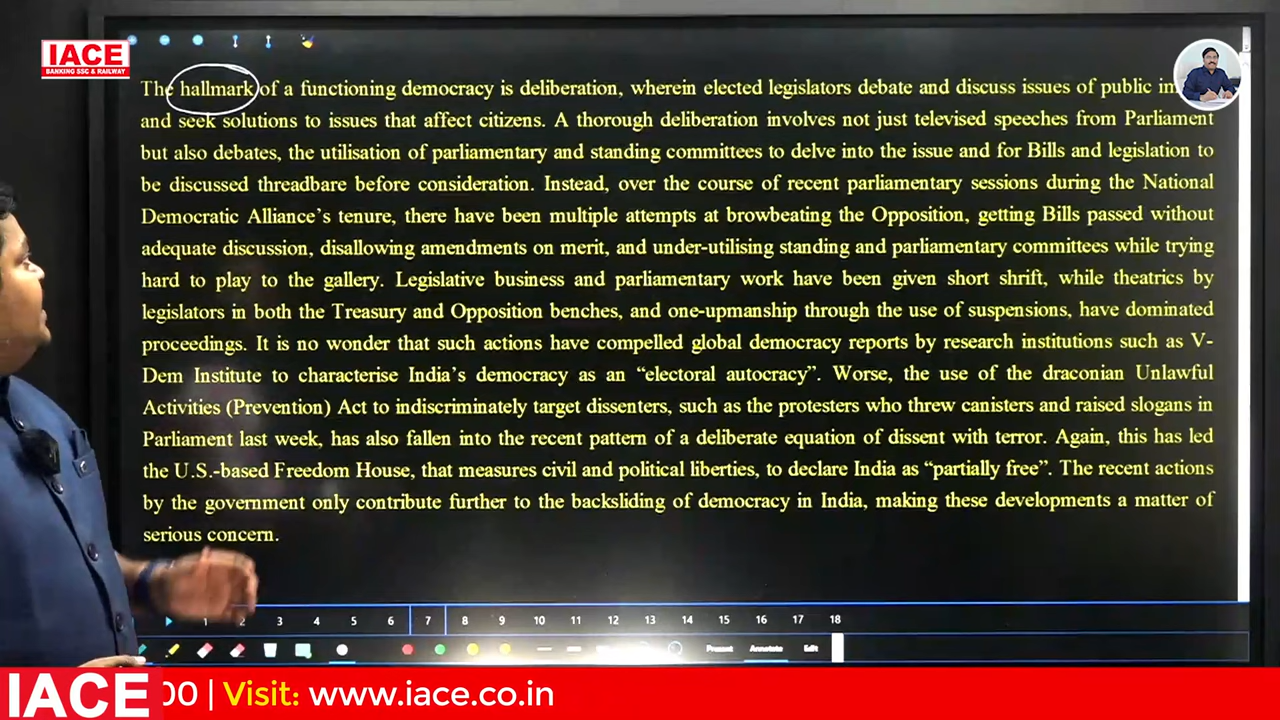 IACE
BANKING SSC & RAILWAY
The hallmark of a functioning democracy is deliberation, wherein elected legislators debate and discuss issues of public
and seek solutions to issues that affect citizens. A thorough deliberation involves not just televised speeches from Parliament
but also debates, the utilisation of parliamentary and standing committees to delve into the issue and for Bills and legislation to
be discussed threadbare before consideration. Instead, over the course of recent parliamentary sessions during the National
Democratic Alliance’s tenure, there have been multiple attempts at browbeating the Opposition, getting Bills passed without
adequate discussion, disallowing amendments on merit, and under-utilising standing and parliamentary committees while trying
hard to play to the gallery. Legislative business and parliamentary work have been given short shrift, while theatrics by
legislators in both the Treasury and Opposition benches, and one-upmanship through the use of suspensions, have dominated
proceedings. It is no wonder that such actions have compelled global democracy reports by research institutions such as V-
Dem Institute to characterise India’s democracy as an “electoral autocracy”. Worse, the use of the draconian Unlawful
Activities (Prevention) Act to indiscriminately target dissenters, such as the protesters who threw canisters and raised slogans in
Parliament last week, has also fallen into the recent pattern of a deliberate equation of dissent with terror. Again, this has led
the U.S.-based Freedom House, that measures civil and political liberties, to declare India as “partially free”. The recent actions
by the government only contribute further to the backsliding of democracy in India, making these developments a matter of
serious concern.
1 2 3 4 5 6 7 8 9 10 11 12 13 14 15 16 17 18
Present Annotate Edit
IACE 00 | Visit: www.iace.co.in